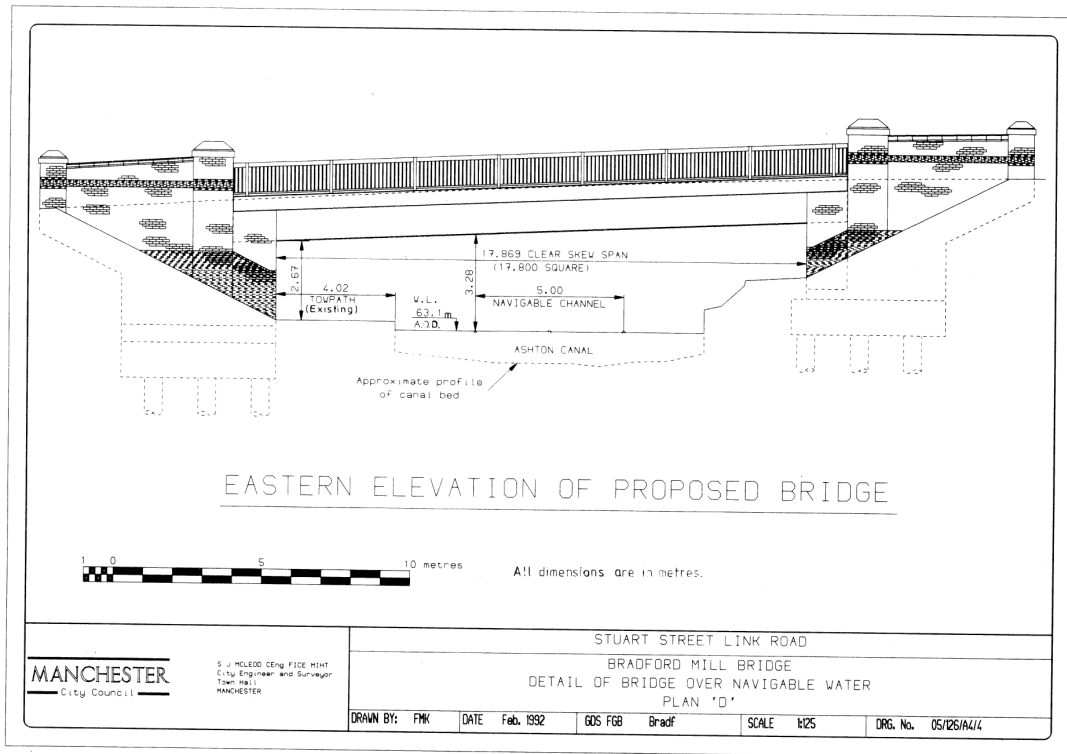 17.869 CLEAR SKEW SPAN
(17.800 SQUARE)
2.67
3.28
4.02
TOWPATH
(Existing)
W.L.
63.1m
A.O.D.
5.00
NAVIGABLE CHANNEL
ASHTON CANAL
Approximate profile
of canal bed
EASTERN ELEVATION OF PROPOSED BRIDGE
1 0 5 10 metres
All dimensions are in metres.
MANCHESTER
City Council
S J MCLEOD CEng FICE MIHT
City Engineer and Surveyor
Town Hall
MANCHESTER
STUART STREET LINK ROAD
BRADFORD MILL BRIDGE
DETAIL OF BRIDGE OVER NAVIGABLE WATER
PLAN 'D'
DRAWN BY: FMK DATE Feb. 1992 GDS FGB Bradf SCALE 1:125 DRG. No. 05/126/A4/4